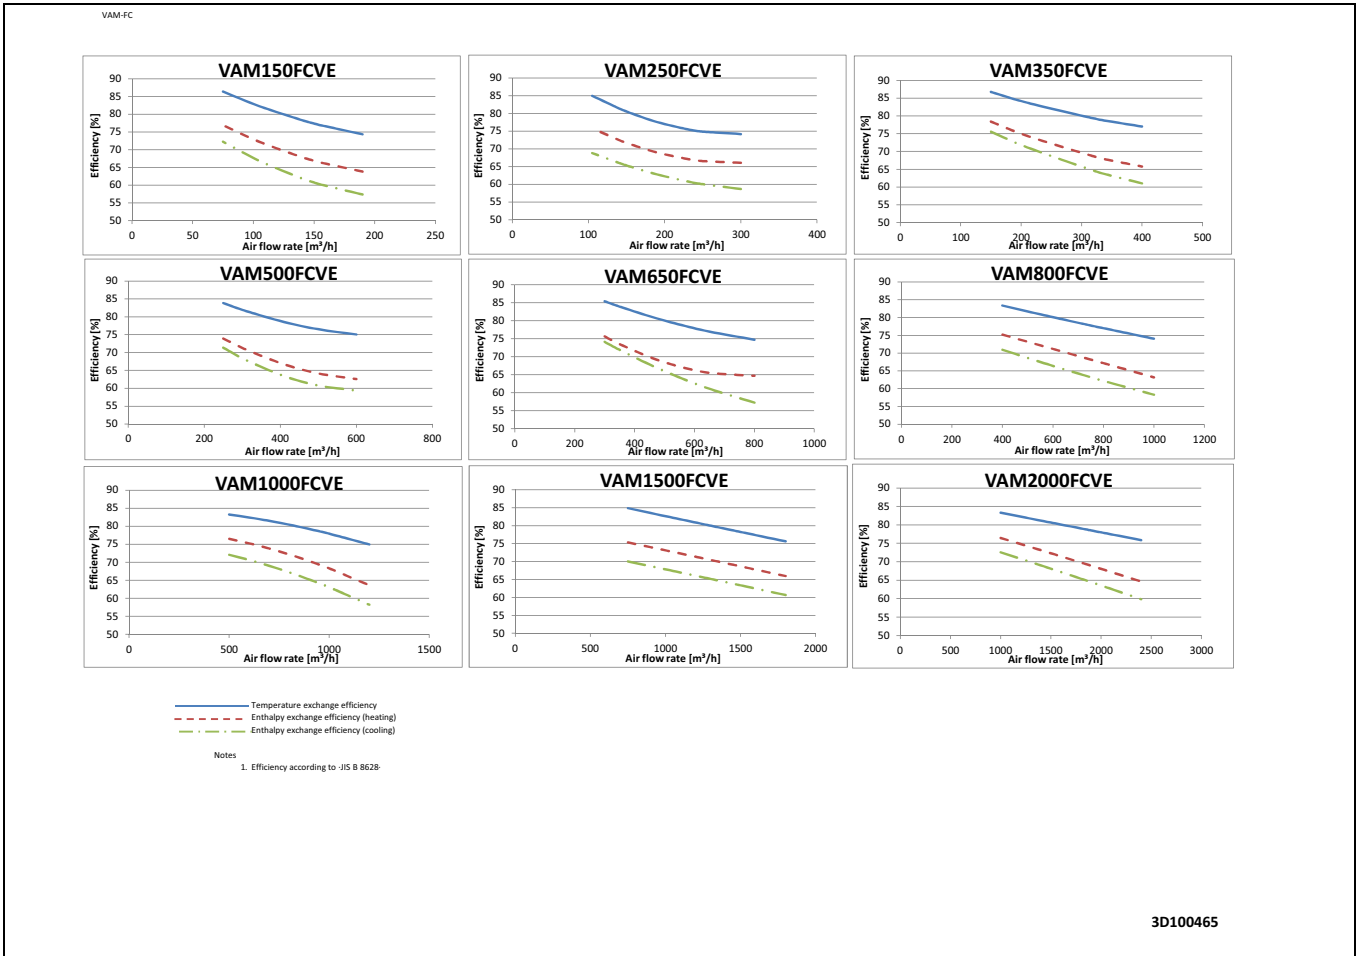 VAM-FC
VAM150FCVE
Efficiency [%]
90
85
80
75
70
65
60
55
50
0 50 100 150 200 250
Air flow rate [m³/h]
VAM250FCVE
Efficiency [%]
90
85
80
75
70
65
60
55
50
0 100 200 300 400
Air flow rate [m³/h]
VAM350FCVE
Efficiency [%]
90
85
80
75
70
65
60
55
50
0 100 200 300 400 500
Air flow rate [m³/h]
VAM500FCVE
Efficiency [%]
90
85
80
75
70
65
60
55
50
0 200 400 600 800
Air flow rate [m³/h]
VAM650FCVE
Efficiency [%]
90
85
80
75
70
65
60
55
50
0 200 400 600 800 1000
Air flow rate [m³/h]
VAM800FCVE
Efficiency [%]
90
85
80
75
70
65
60
55
50
0 200 400 600 800 1000 1200
Air flow rate [m³/h]
VAM1000FCVE
Efficiency [%]
90
85
80
75
70
65
60
55
50
0 500 1000 1500
Air flow rate [m³/h]
VAM1500FCVE
Efficiency [%]
90
85
80
75
70
65
60
55
50
0 500 1000 1500 2000
Air flow rate [m³/h]
VAM2000FCVE
Efficiency [%]
90
85
80
75
70
65
60
55
50
0 500 1000 1500 2000 2500 3000
Air flow rate [m³/h]
Temperature exchange efficiency
Enthalpy exchange efficiency (heating)
Enthalpy exchange efficiency (cooling)
Notes
1. Efficiency according to ·JIS B 8628·
3D100465